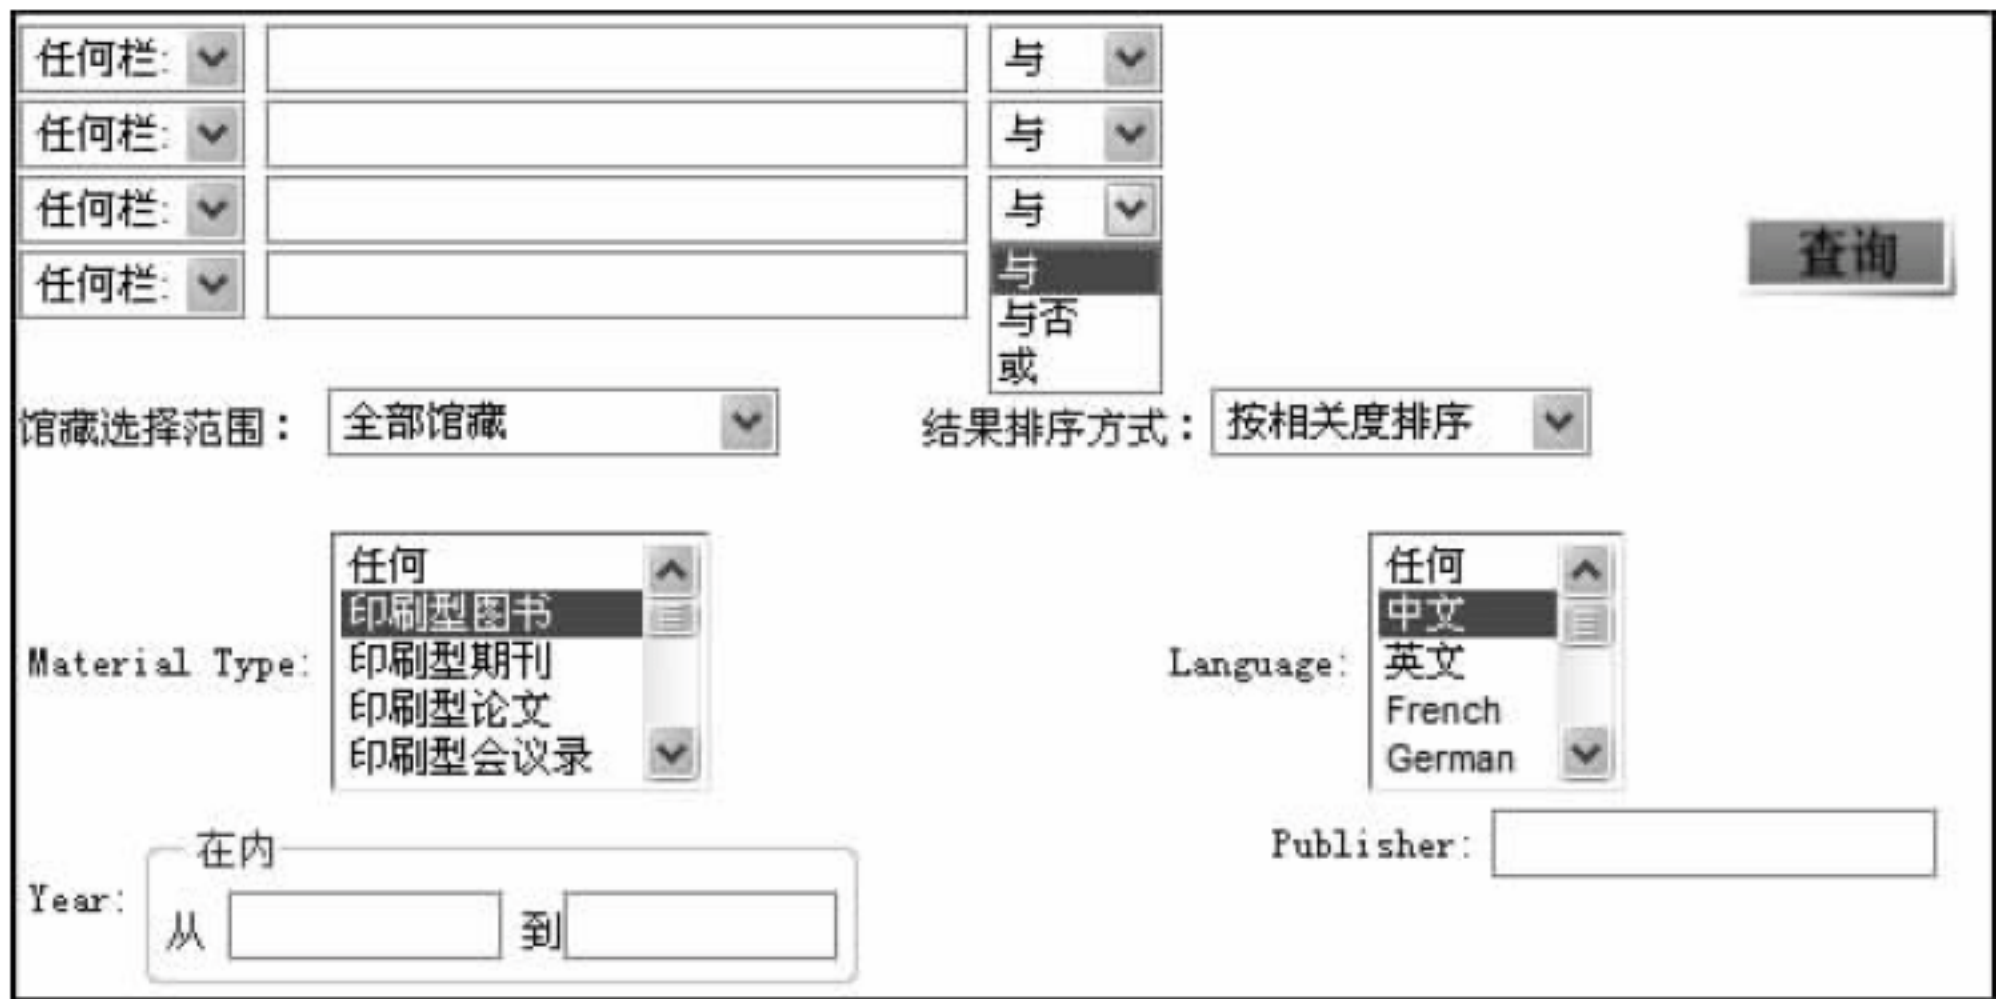 任何栏: 与
任何栏: 与
任何栏: 与
查询
任何栏: 与
与否
或
馆藏选择范围： 全部馆藏 结果排序方式： 按相关度排序
任何 任何
印刷型图书 中文
Material Type: 印刷型期刊 Language: 英文
印刷型论文 French
印刷型会议录 German
在内 Publisher:
Year: 从 到